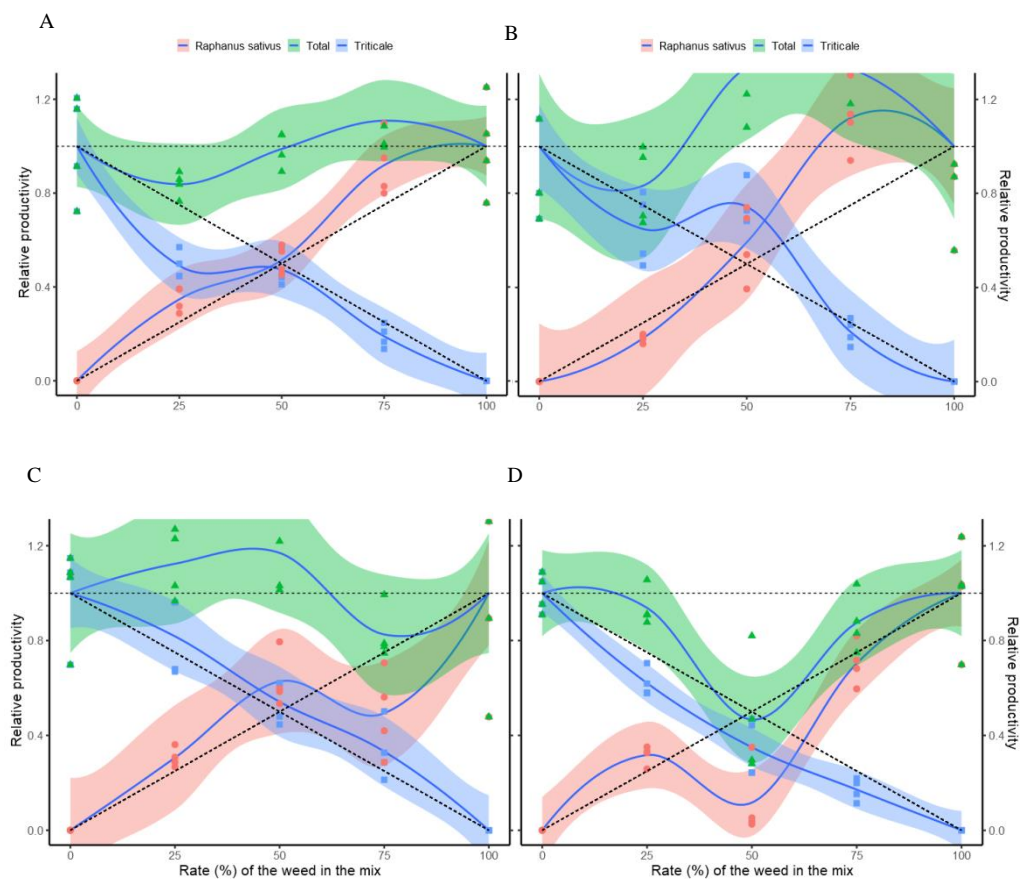 A
B
Raphanus sativus Total Triticale
Raphanus sativus Total Triticale
Relative productivity
1.2
0.8
0.4
0.0
0 25 50 75 100
1.2
0.8
0.4
0.0
Relative productivity
0 25 50 75 100
C
D
Relative productivity
1.2
0.8
0.4
0.0
0 25 50 75 100
1.2
0.8
0.4
0.0
Relative productivity
0 25 50 75 100
Rate (%) of the weed in the mix
Rate (%) of the weed in the mix